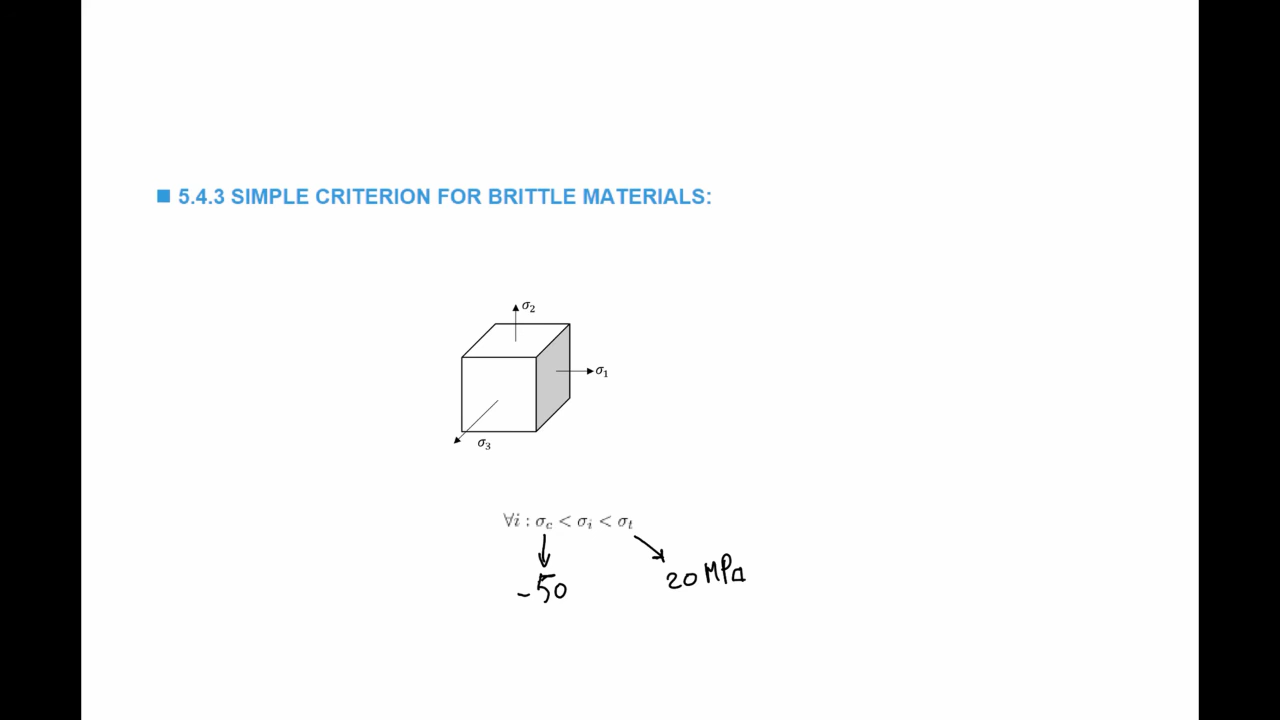 5.4.3 SIMPLE CRITERION FOR BRITTLE MATERIALS:
σ₂
σ₁
σ₃
∀i : σc < σi < σt
-50
20 MPa